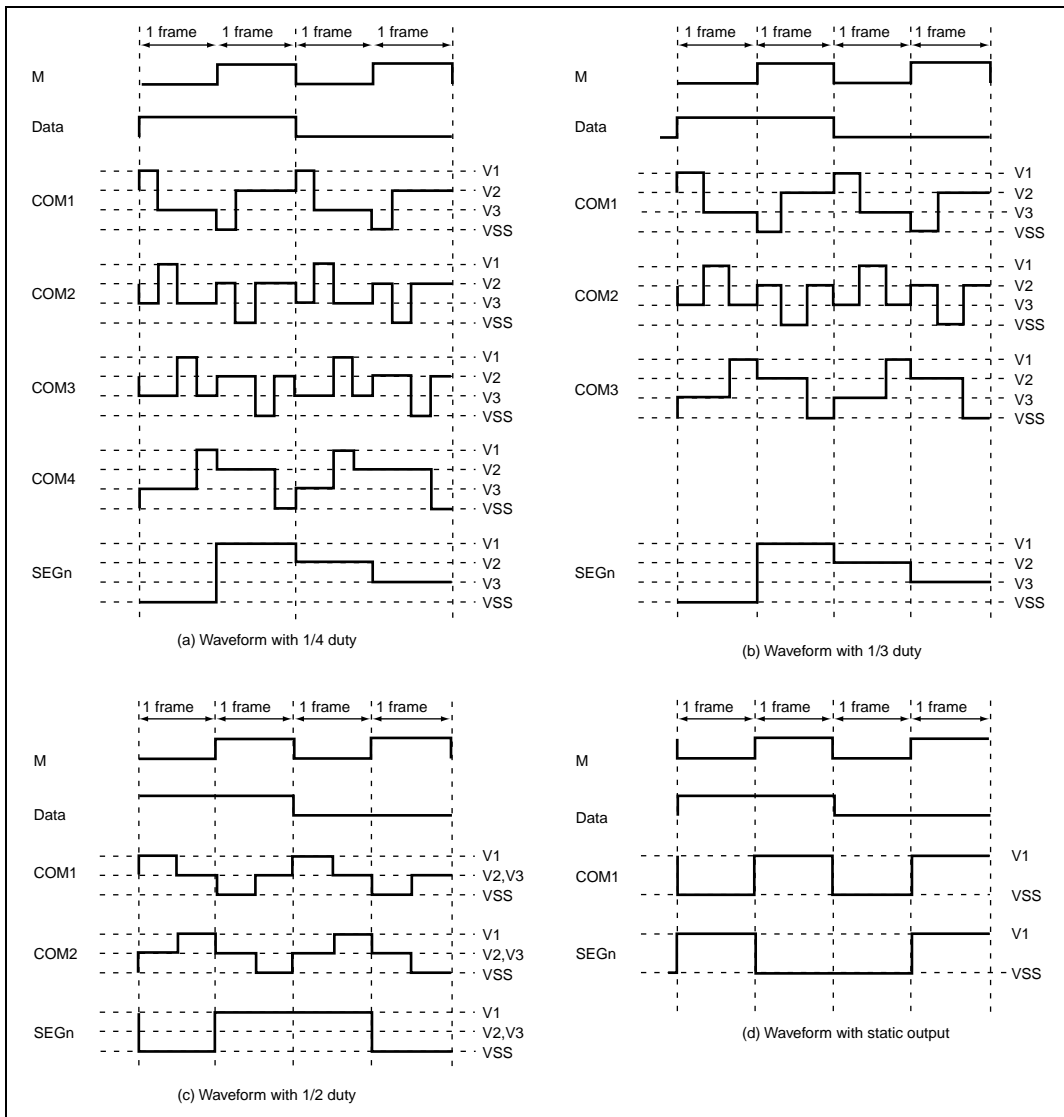 1 frame 1 frame 1 frame 1 frame
M
Data
COM1
V1
V2
V3
VSS
COM2
V1
V2
V3
VSS
COM3
V1
V2
V3
VSS
COM4
V1
V2
V3
VSS
SEGn
V1
V2
V3
VSS
(a) Waveform with 1/4 duty
1 frame 1 frame 1 frame 1 frame
M
Data
COM1
V1
V2
V3
VSS
COM2
V1
V2
V3
VSS
COM3
V1
V2
V3
VSS
SEGn
V1
V2
V3
VSS
(b) Waveform with 1/3 duty
1 frame 1 frame 1 frame 1 frame
M
Data
COM1
V1
V2,V3
VSS
COM2
V1
V2,V3
VSS
SEGn
V1
V2,V3
VSS
(c) Waveform with 1/2 duty
1 frame 1 frame 1 frame 1 frame
M
Data
COM1
V1
VSS
SEGn
V1
VSS
(d) Waveform with static output